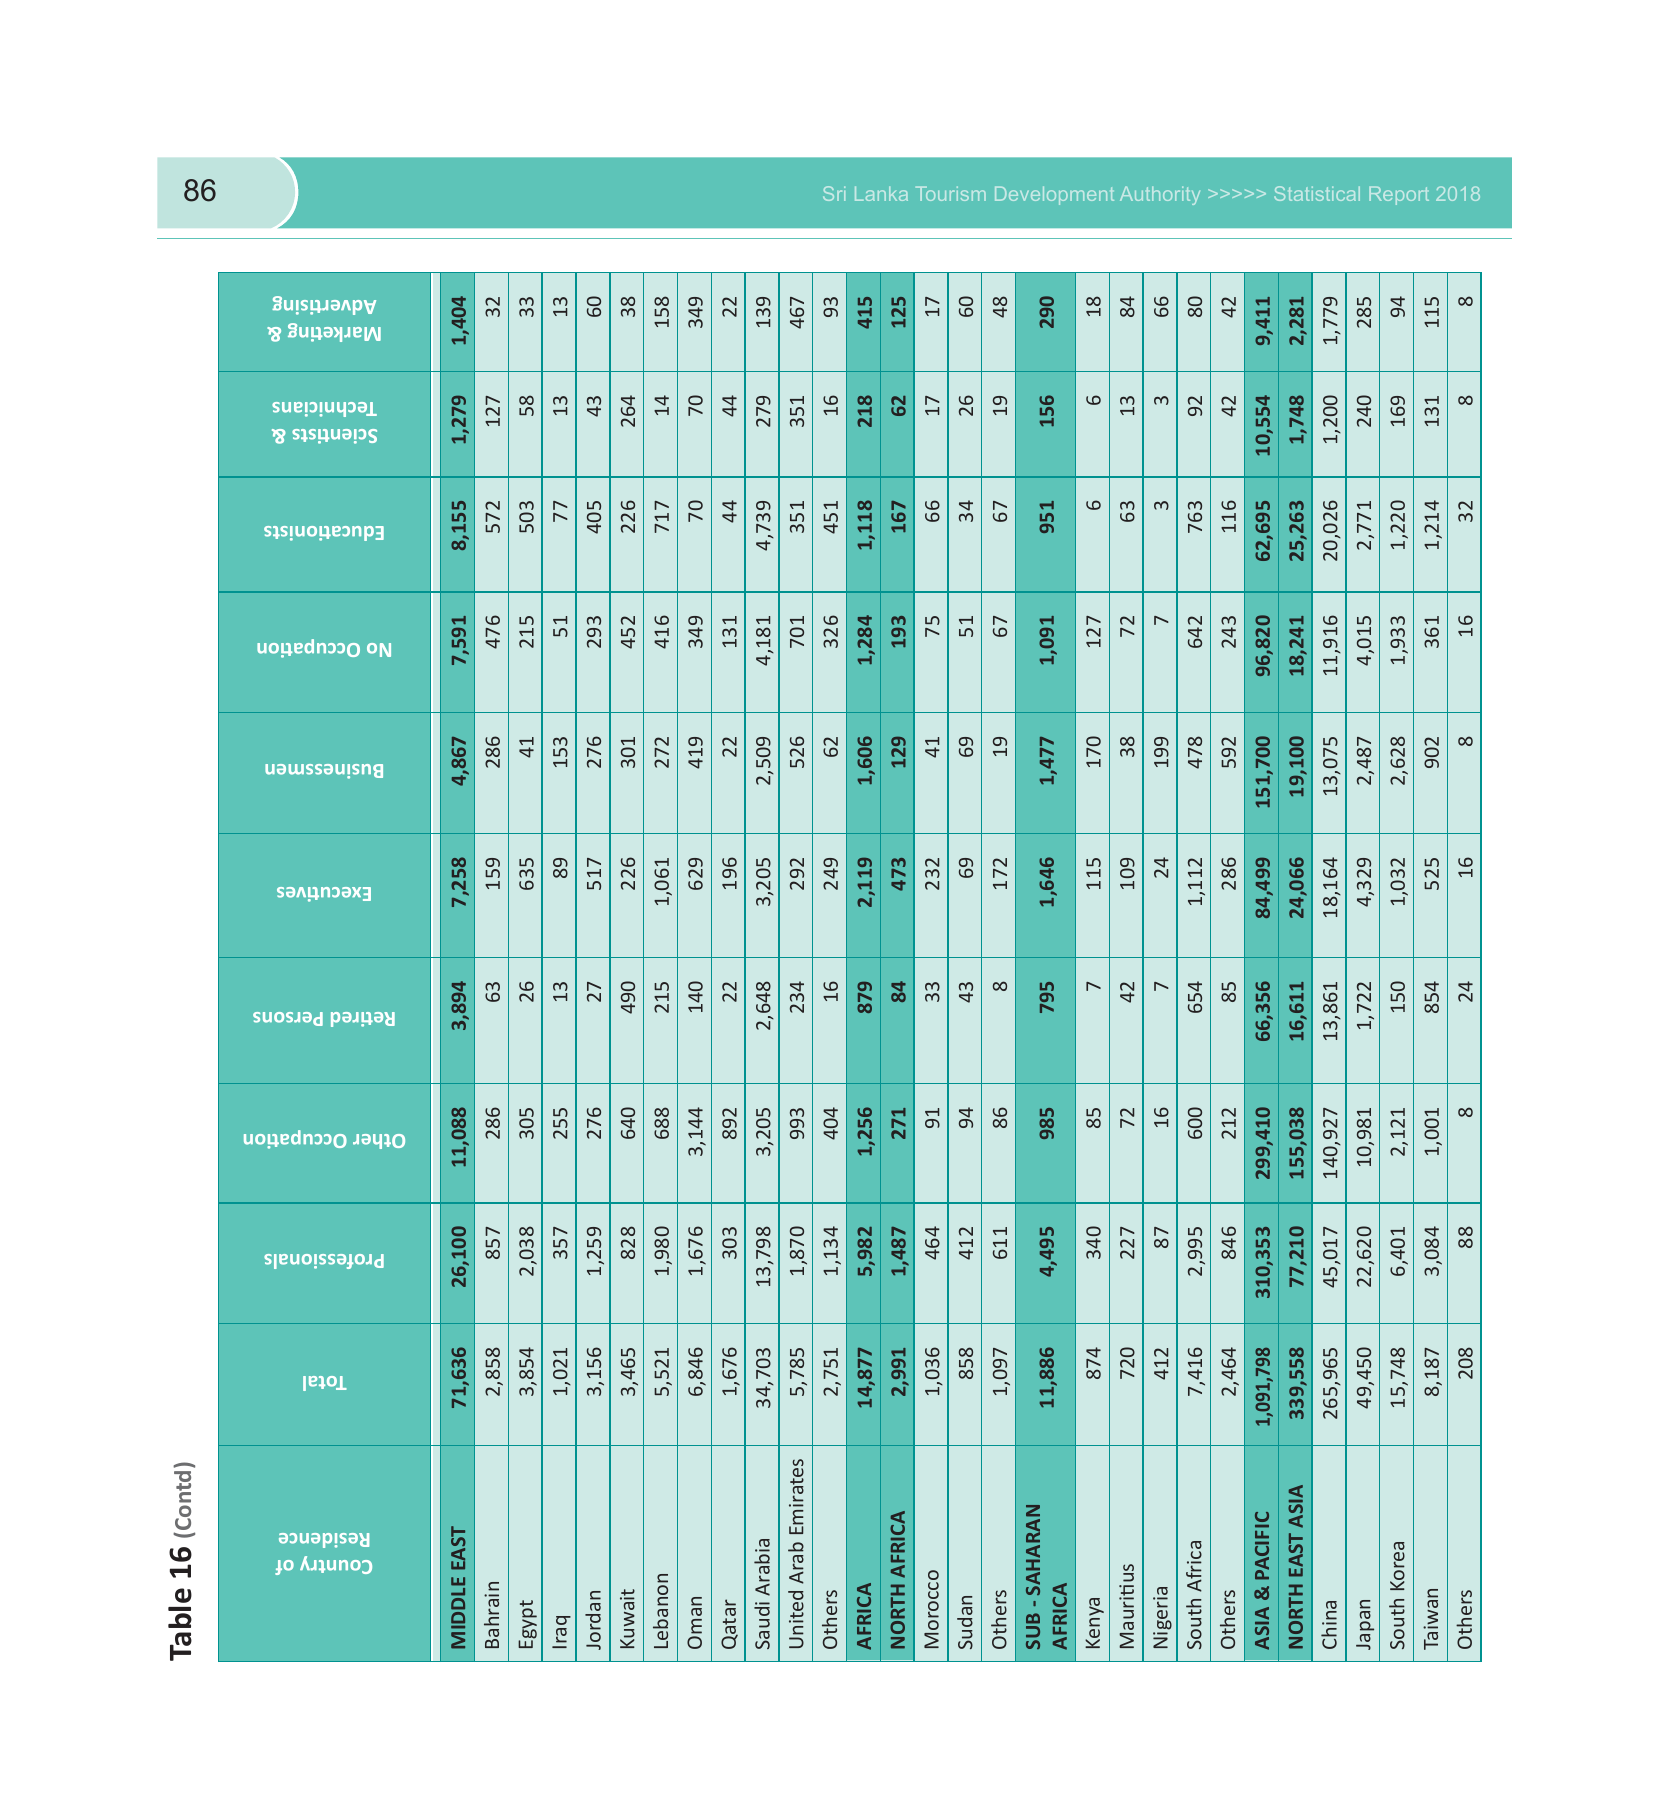 86
Sri Lanka Tourism Development Authority >>>>> Statistical Report 2018
Table 16 (Contd)
Country of Residence Total Professionals Other Occupation Retired Persons Executives Businessmen No Occupation Educationists Scientists & Technicians Marketing & Advertising
MIDDLE EAST 71,636 26,100 11,088 3,894 7,258 4,867 7,591 8,155 1,279 1,404
Bahrain 2,858 857 286 63 159 286 476 572 127 32
Egypt 3,854 2,038 305 26 635 41 215 503 58 33
Iraq 1,021 357 255 13 89 153 51 77 13 13
Jordan 3,156 1,259 276 27 517 276 293 405 43 60
Kuwait 3,465 828 640 490 226 301 452 226 264 38
Lebanon 5,521 1,980 688 215 1,061 272 416 717 14 158
Oman 6,846 1,676 3,144 140 629 419 349 70 70 349
Qatar 1,676 303 892 22 196 22 131 44 44 22
Saudi Arabia 34,703 13,798 3,205 2,648 3,205 2,509 4,181 4,739 279 139
United Arab Emirates 5,785 1,870 993 234 292 526 701 351 351 467
Others 2,751 1,134 404 16 249 62 326 451 16 93
AFRICA 14,877 5,982 1,256 879 2,119 1,606 1,284 1,118 218 415
NORTH AFRICA 2,991 1,487 271 84 473 129 193 167 62 125
Morocco 1,036 464 91 33 232 41 75 66 17 17
Sudan 858 412 94 43 69 69 51 34 26 60
Others 1,097 611 86 8 172 19 67 67 19 48
SUB - SAHARAN
AFRICA 11,886 4,495 985 795 1,646 1,477 1,091 951 156 290
Kenya 874 340 85 7 115 170 127 6 6 18
Mauritius 720 227 72 42 109 38 72 63 13 84
Nigeria 412 87 16 7 24 199 7 3 3 66
South Africa 7,416 2,995 600 654 1,112 478 642 763 92 80
Others 2,464 846 212 85 286 592 243 116 42 42
ASIA & PACIFIC 1,091,798 310,353 299,410 66,356 84,499 151,700 96,820 62,695 10,554 9,411
NORTH EAST ASIA 339,558 77,210 155,038 16,611 24,066 19,100 18,241 25,263 1,748 2,281
China 265,965 45,017 140,927 13,861 18,164 13,075 11,916 20,026 1,200 1,779
Japan 49,450 22,620 10,981 1,722 4,329 2,487 4,015 2,771 240 285
South Korea 15,748 6,401 2,121 150 1,032 2,628 1,933 1,220 169 94
Taiwan 8,187 3,084 1,001 854 525 902 361 1,214 131 115
Others 208 88 8 24 16 8 16 32 8 8